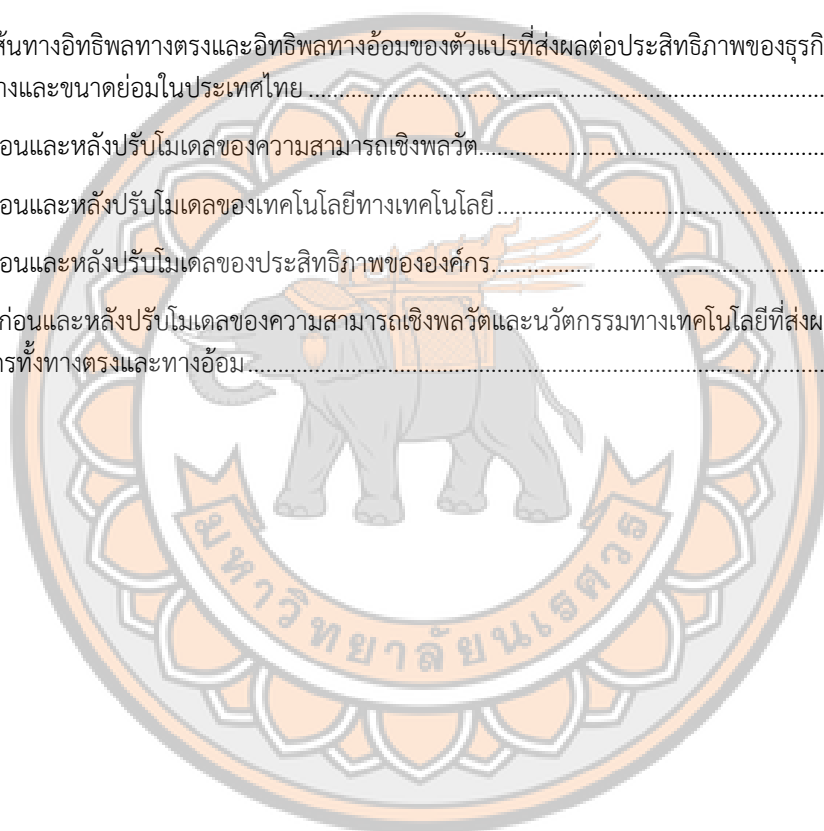 ส้นทางอิทธิพลทางตรงและอิทธิพลทางอ้อมของตัวแปรที่ส่งผลต่อประสิทธิภาพของธุรกิ
างและขนาดย่อมในประเทศไทย
อนและหลังปรับโมเดลของความสามารถเชิงพลวัต
อนและหลังปรับโมเดลของเทคโนโลยีทางเทคโนโลยี
อนและหลังปรับโมเดลของประสิทธิภาพขององค์กร
ก่อนและหลังปรับโมเดลของความสามารถเชิงพลวัตและนวัตกรรมทางเทคโนโลยีที่ส่งผ
ารทั้งทางตรงและทางอ้อม
มหาวิทยาลัยนเรศวร